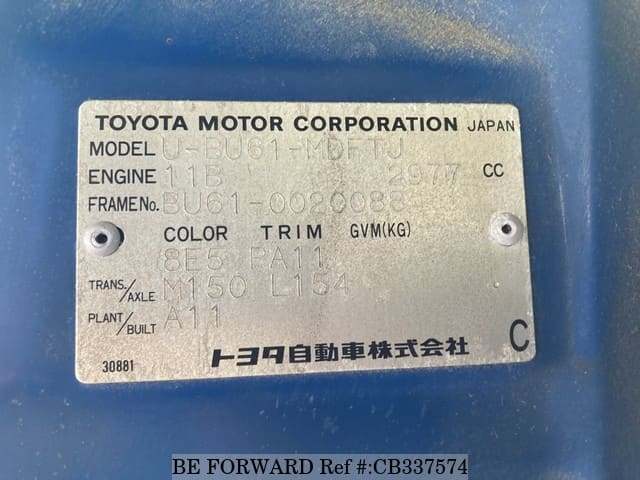 TOYOTA MOTOR CORPORATION JAPAN
MODEL U-BU61-MDFTJ
ENGINE 11B 2977 CC
FRAME No. BU61-0020088
COLOR TRIM GVM(KG)
8E5 PA11
TRANS./AXLE M150 L154
PLANT/BUILT A11
30881 トヨタ自動車株式会社 C
BE FORWARD Ref #:CB337574